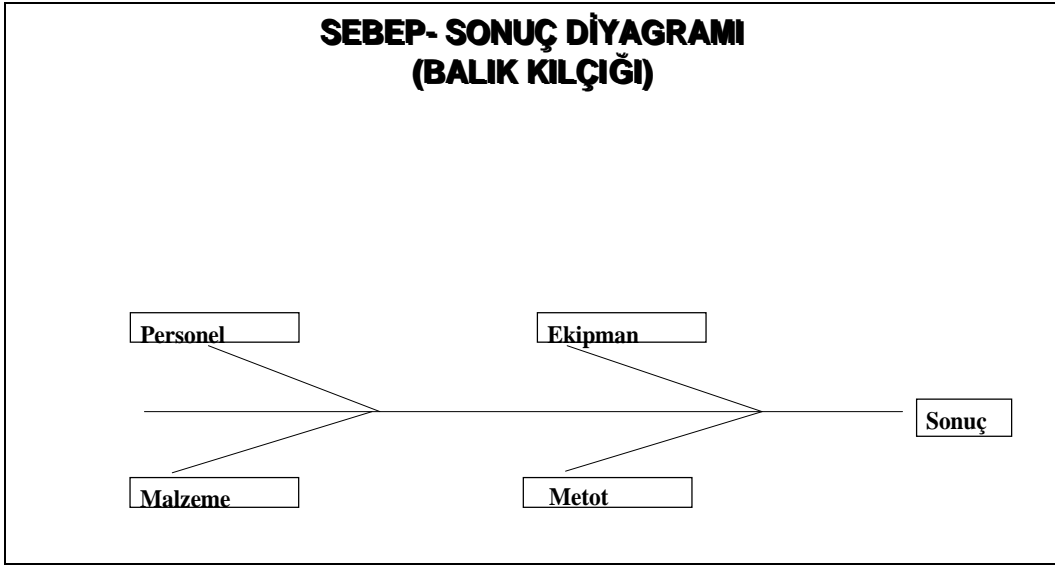 SEBEP- SONUÇ DİYAGRAMI
(BALIK KILÇIĞI)
Personel
Ekipman
Sonuç
Malzeme
Metot